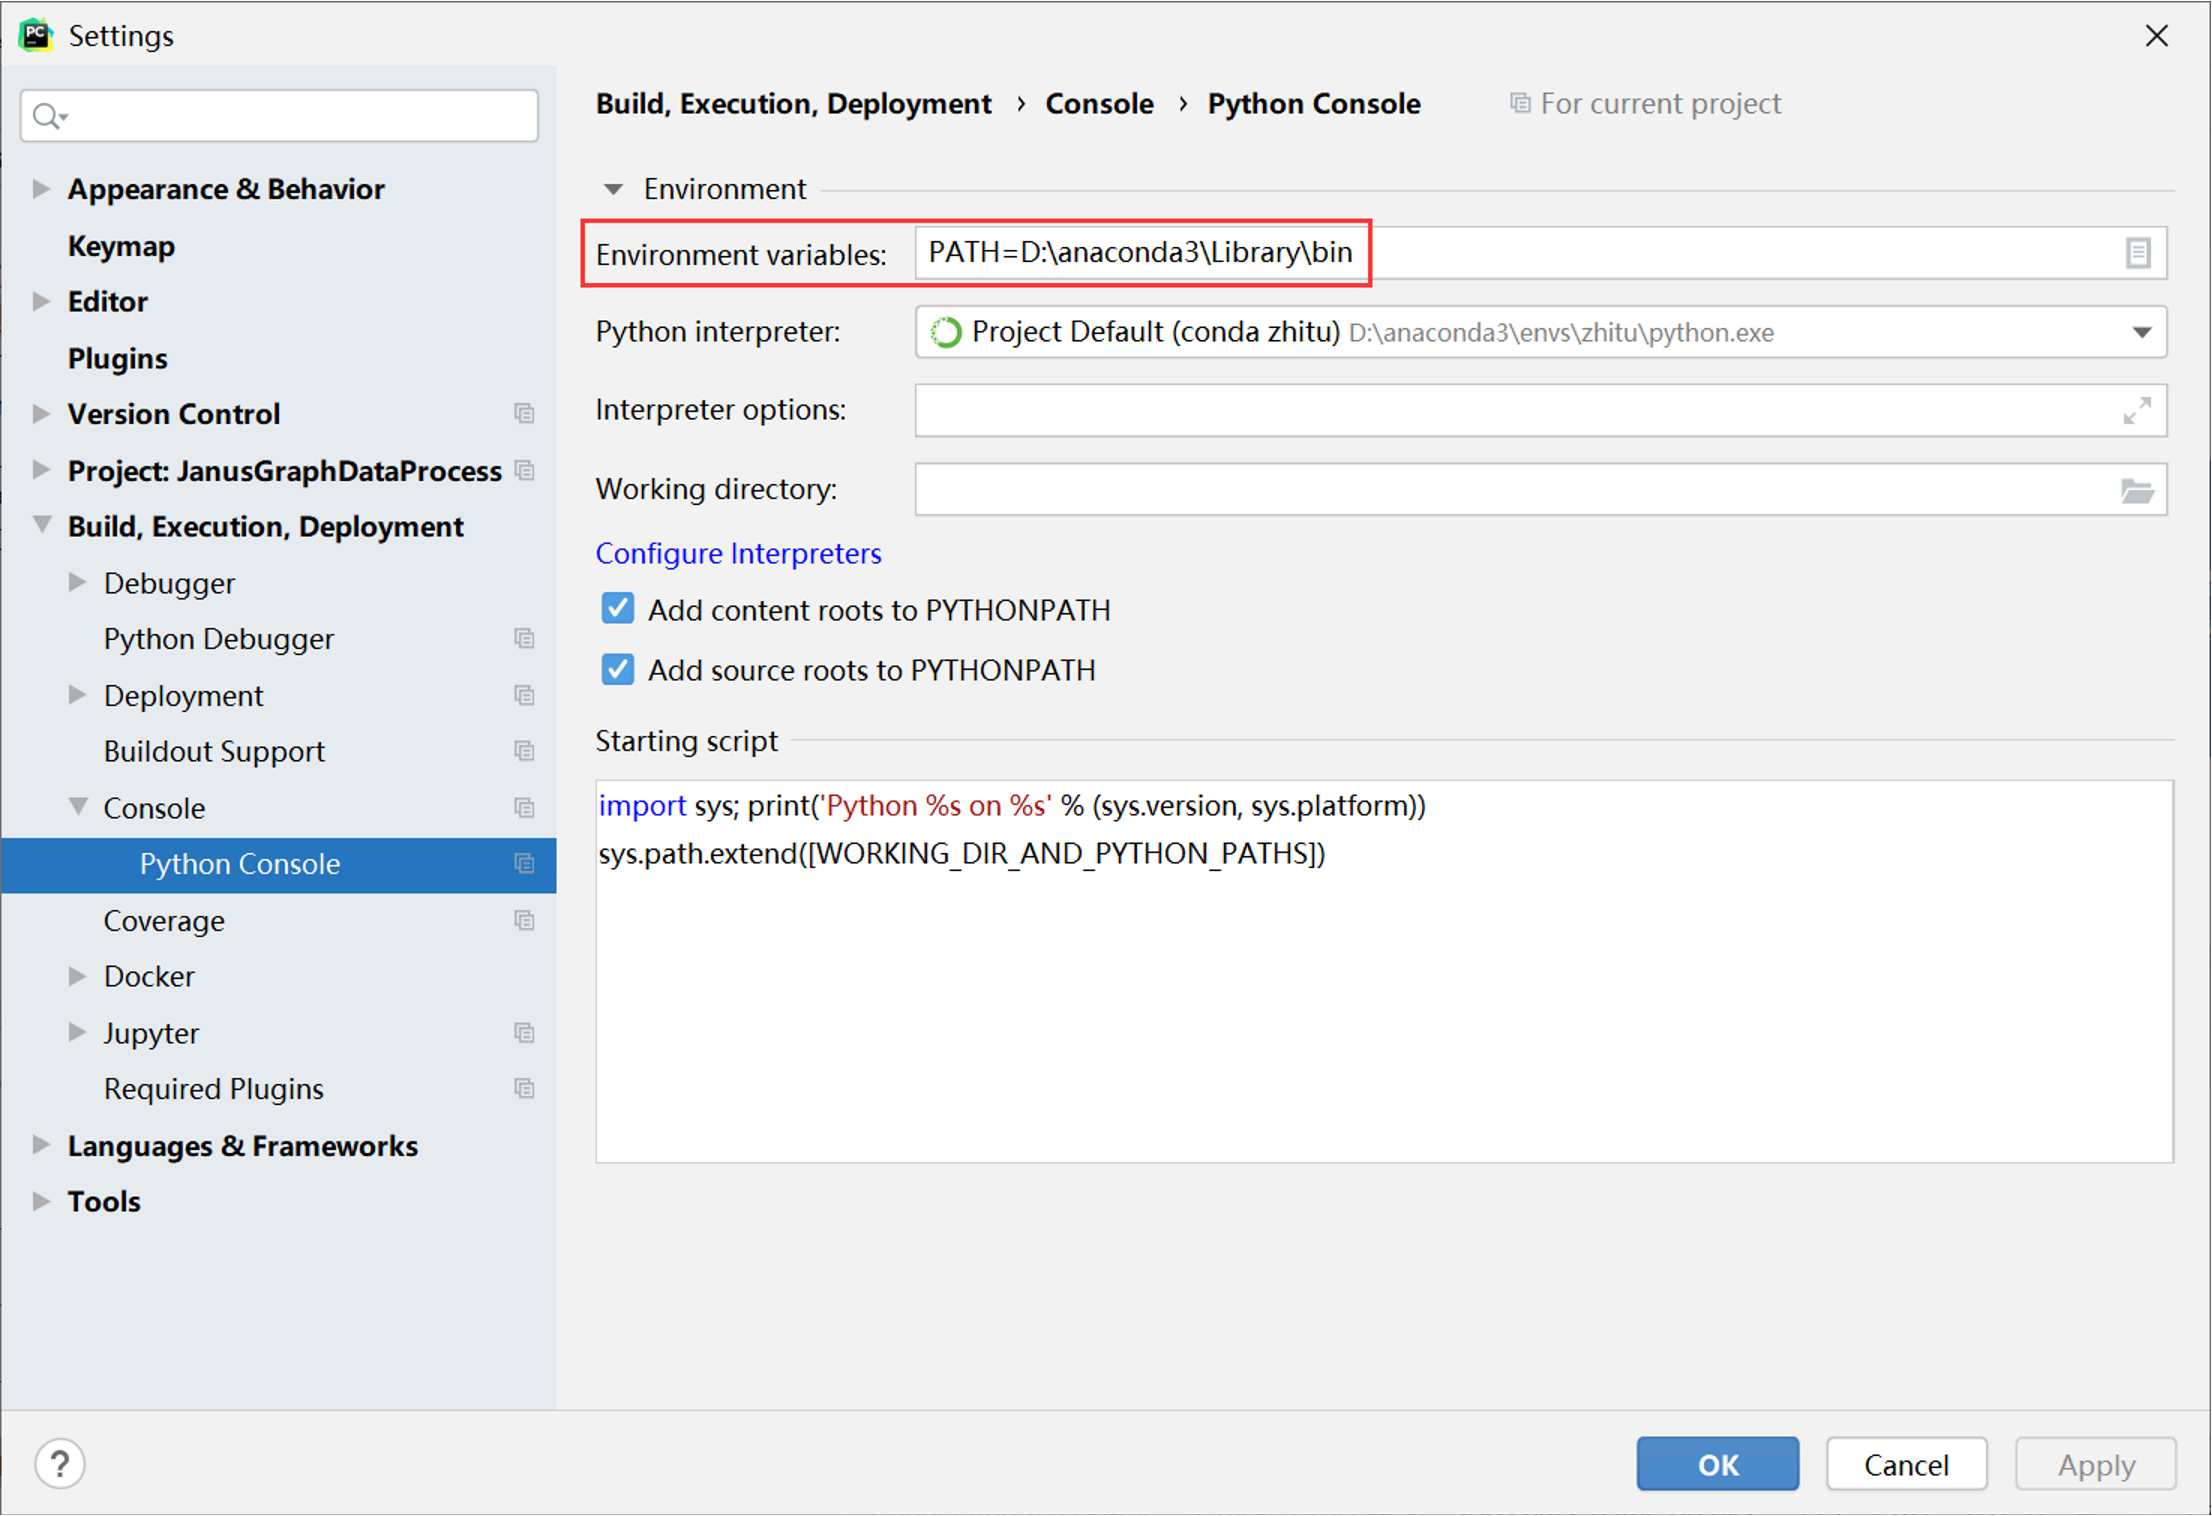 PC Settings
Build, Execution, Deployment › Console › Python Console For current project
Appearance & Behavior
Keymap
Editor
Plugins
Version Control
Project: JanusGraphDataProcess
Build, Execution, Deployment
Debugger
Python Debugger
Deployment
Buildout Support
Console
Python Console
Coverage
Docker
Jupyter
Required Plugins
Languages & Frameworks
Tools
Environment
Environment variables: PATH=D:\anaconda3\Library\bin
Python interpreter: Project Default (conda zhitu) D:\anaconda3\envs\zhitu\python.exe
Interpreter options:
Working directory:
Configure Interpreters
Add content roots to PYTHONPATH
Add source roots to PYTHONPATH
Starting script
import sys; print('Python %s on %s' % (sys.version, sys.platform))
sys.path.extend([WORKING_DIR_AND_PYTHON_PATHS])
?
OK Cancel Apply